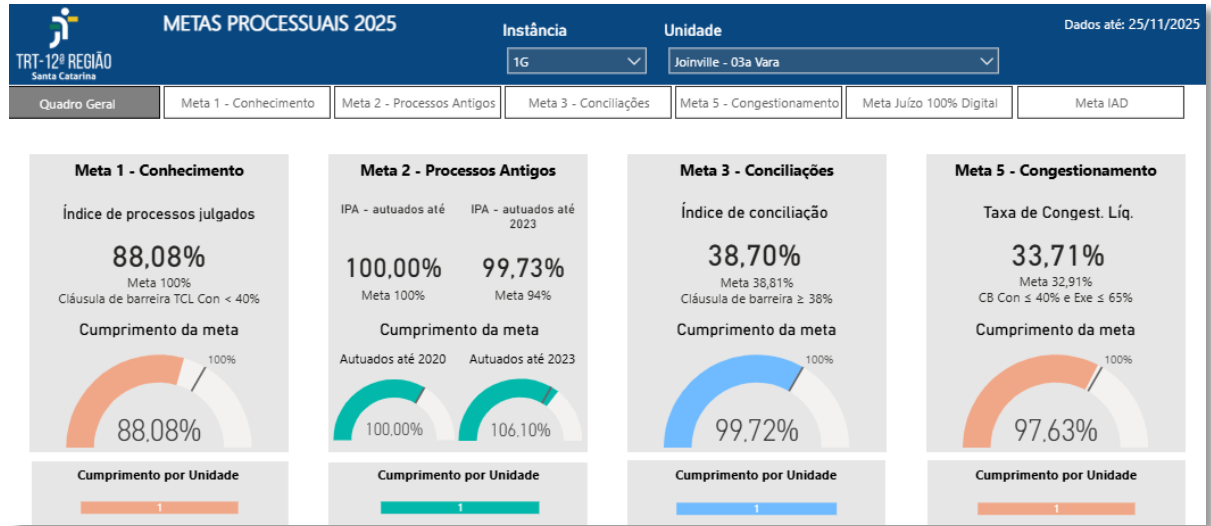 METAS PROCESSUAIS 2025
Instância
Unidade
Dados até: 25/11/2025
TRT-12ª REGIÃO
Santa Catarina
1G
Joinville - 03a Vara
Quadro Geral
Meta 1 - Conhecimento
Meta 2 - Processos Antigos
Meta 3 - Conciliações
Meta 5 - Congestionamento
Meta Juízo 100% Digital
Meta IAD
Meta 1 - Conhecimento
Índice de processos julgados
88,08%
Meta 100%
Cláusula de barreira TCL Con < 40%
Cumprimento da meta
100%
88,08%
Cumprimento por Unidade
1
Meta 2 - Processos Antigos
IPA - autuados até
IPA - autuados até
2023
100,00%
99,73%
Meta 100%
Meta 94%
Cumprimento da meta
Autuados até 2020
Autuados até 2023
100,00%
106,10%
Cumprimento por Unidade
1
Meta 3 - Conciliações
Índice de conciliação
38,70%
Meta 38,81%
Cláusula de barreira ≥ 38%
Cumprimento da meta
100%
99,72%
Cumprimento por Unidade
1
Meta 5 - Congestionamento
Taxa de Congest. Líq.
33,71%
Meta 32,91%
CB Con ≤ 40% e Exe ≤ 65%
Cumprimento da meta
100%
97,63%
Cumprimento por Unidade
1